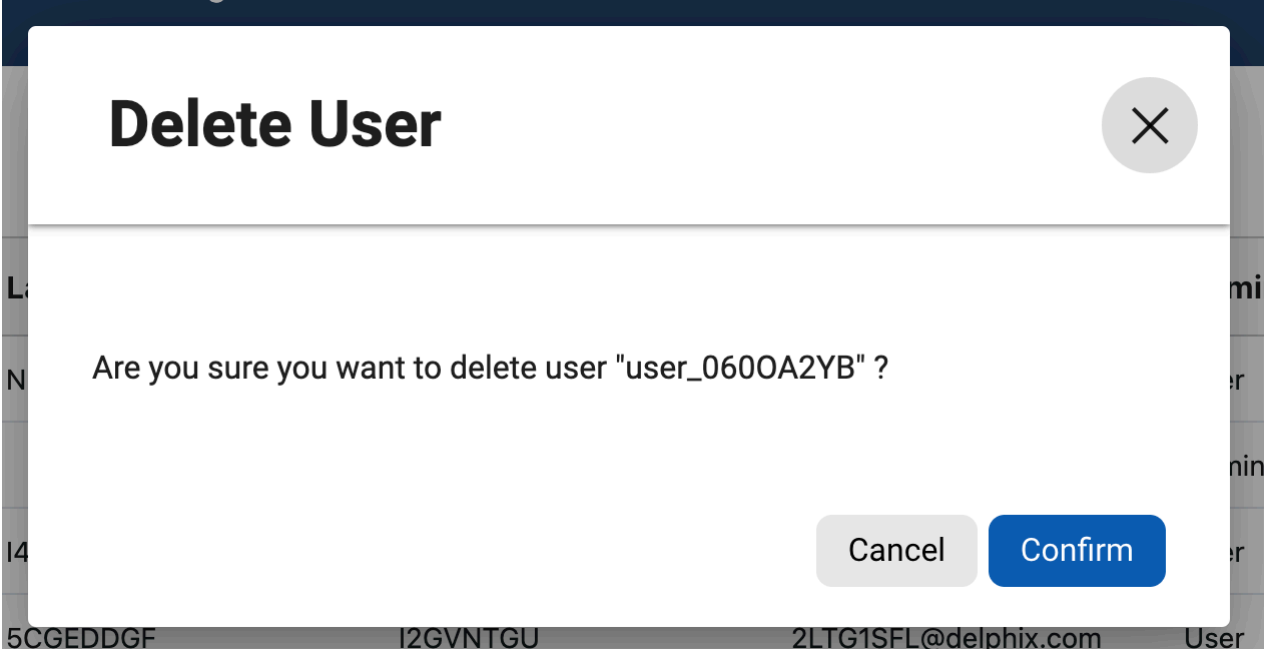 Delete User
Are you sure you want to delete user "user_060OA2YB" ?
Cancel
Confirm
5CGEDDGF
I2GVNTGU
2LTG1SFL@delphix.com
User